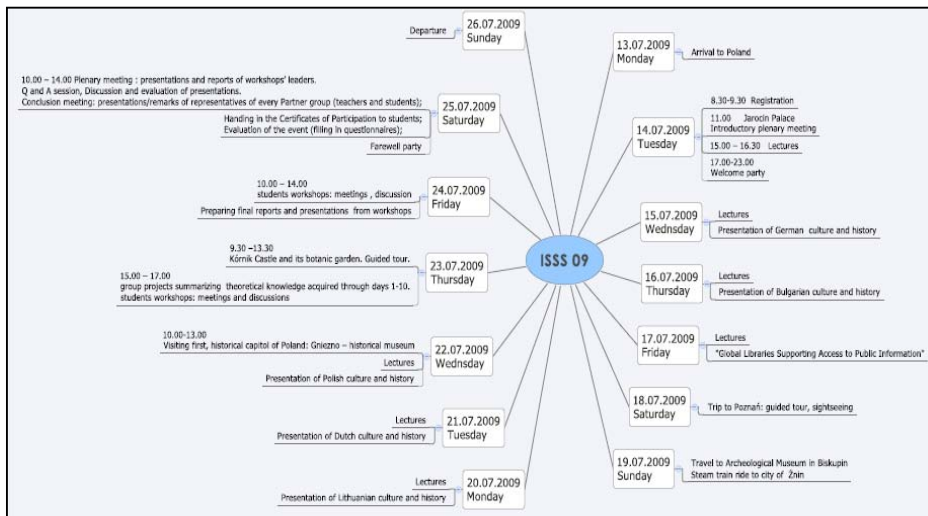 ISSS 09
13.07.2009
Monday
Arrival to Poland
14.07.2009
Tuesday
8.30-9.30 Registration
11.00 Jarocin Palace
Introductory plenary meeting
15.00 – 16.30 Lectures
17.00-23.00
Welcome party
15.07.2009
Wednsday
Lectures
Presentation of German culture and history
16.07.2009
Thursday
Lectures
Presentation of Bulgarian culture and history
17.07.2009
Friday
Lectures
"Global Libraries Supporting Access to Public Information"
18.07.2009
Saturday
Trip to Poznań: guided tour, sightseeing
19.07.2009
Sunday
Travel to Archeological Museum in Biskupin
Steam train ride to city of Żnin
20.07.2009
Monday
Lectures
Presentation of Lithuanian culture and history
21.07.2009
Tuesday
Lectures
Presentation of Dutch culture and history
22.07.2009
Wednsday
10.00-13.00
Visiting first, historical capitol of Poland: Gniezno – historical museum
Lectures
Presentation of Polish culture and history
23.07.2009
Thursday
9.30 –13.30
Kórnik Castle and its botanic garden. Guided tour.
15.00 – 17.00
group projects summarizing theoretical knowledge acquired through days 1-10.
students workshops: meetings and discussions
24.07.2009
Friday
10.00 – 14.00
students workshops: meetings , discussion
Preparing final reports and presentations from workshops
25.07.2009
Saturday
10.00 – 14.00 Plenary meeting : presentations and reports of workshops' leaders.
Q and A session, Discussion and evaluation of presentations.
Conclusion meeting: presentations/remarks of representatives of every Partner group (teachers and students);
Handing in the Certificates of Participation to students;
Evaluation of the event (filling in questonnaires);
Farewell party
26.07.2009
Sunday
Departure